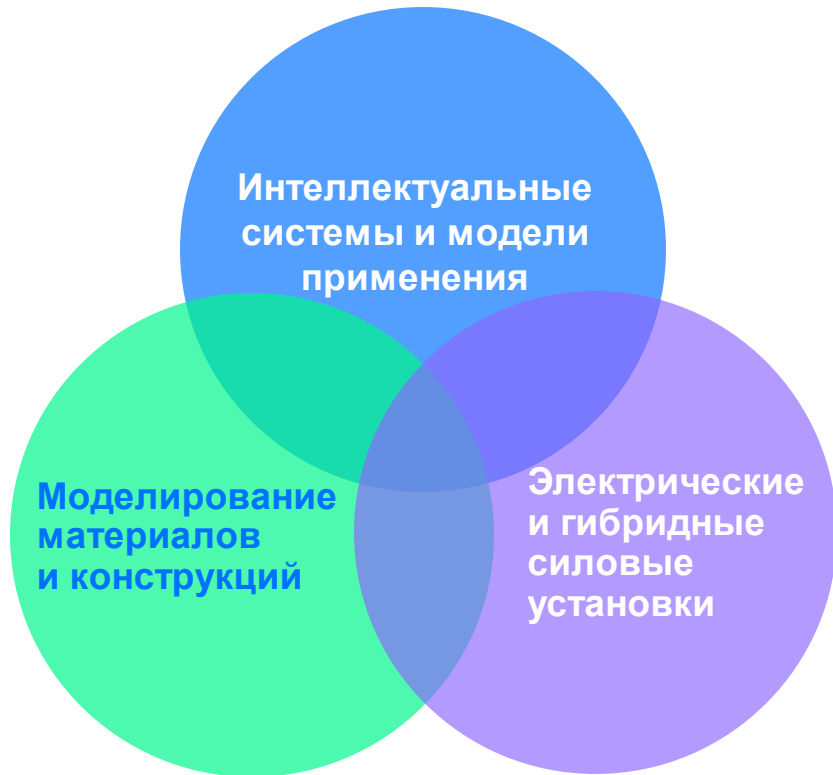 Интеллектуальные
системы и модели
применения
Моделирование
материалов
и конструкций
Электрические
и гибридные
силовые
установки